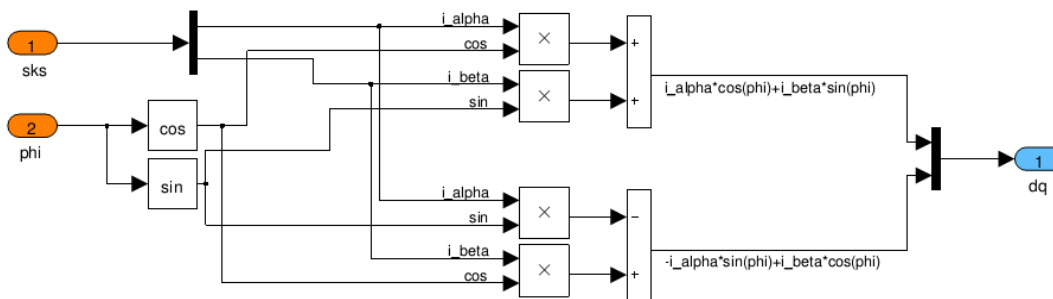 1
sks
2
phi
cos
sin
i_alpha
cos
×
i_beta
sin
×
+
+
i_alpha*cos(phi)+i_beta*sin(phi)
i_alpha
sin
×
i_beta
cos
×
−
+
-i_alpha*sin(phi)+i_beta*cos(phi)
1
dq